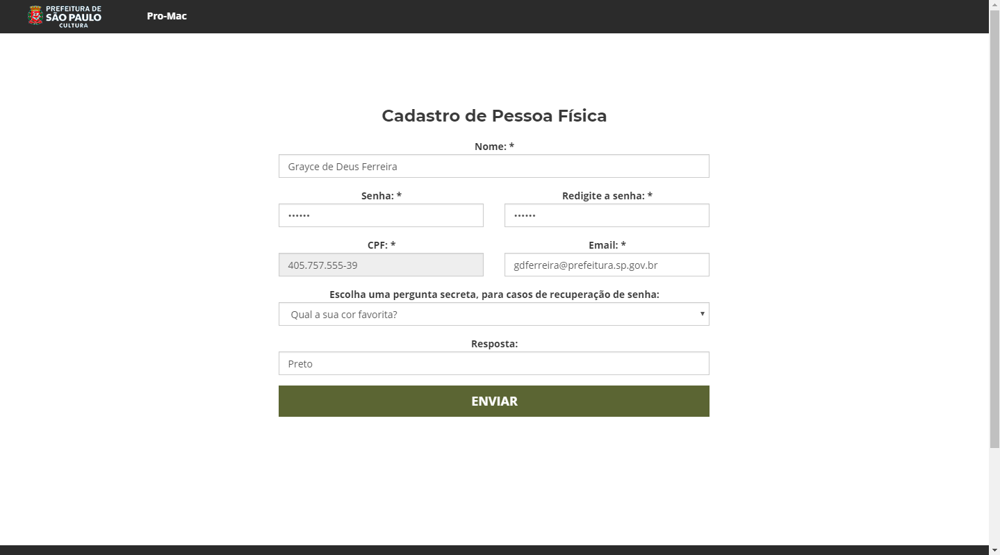 PREFEITURA DE
SÃO PAULO
CULTURA
Pro-Mac
Cadastro de Pessoa Física
Nome: *
Grayce de Deus Ferreira
Senha: * Redigite a senha: *
•••••• ••••••
CPF: * Email: *
405.757.555-39 gdferreira@prefeitura.sp.gov.br
Escolha uma pergunta secreta, para casos de recuperação de senha:
Qual a sua cor favorita?
Resposta:
Preto
ENVIAR